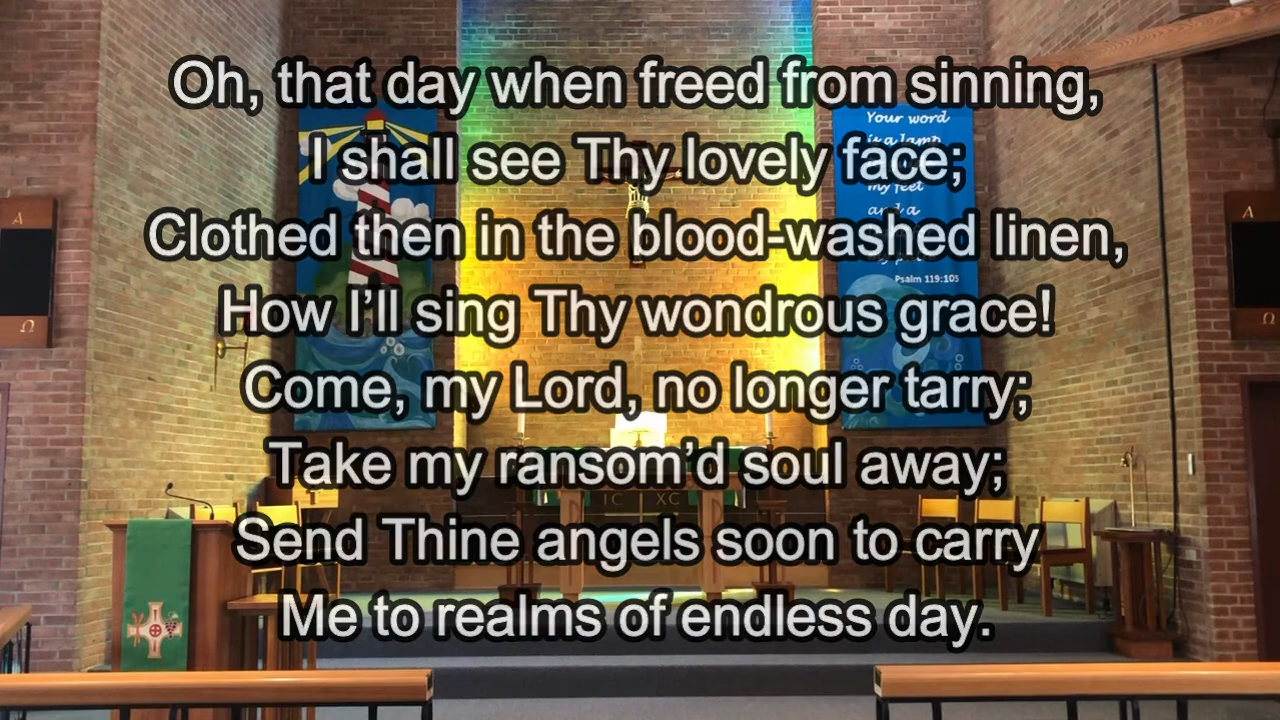 Oh, that day when freed from sinning,
I shall see Thy lovely face;
Clothed then in the blood-washed linen,
How I’ll sing Thy wondrous grace!
Come, my Lord, no longer tarry;
Take my ransom’d soul away;
Send Thine angels soon to carry
Me to realms of endless day.
Your word
is a lamp
my feet
and a
Psalm 119:105
A
Ω
A
Ω
IC XC